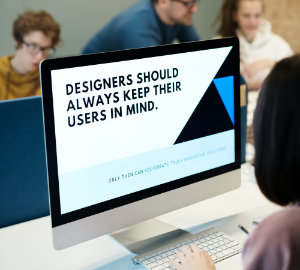 DESIGNERS SHOULD
ALWAYS KEEP THEIR
USERS IN MIND.
ONLY THEN CAN YOU CREATE TRULY INNOVATIVE SOLUTIONS.